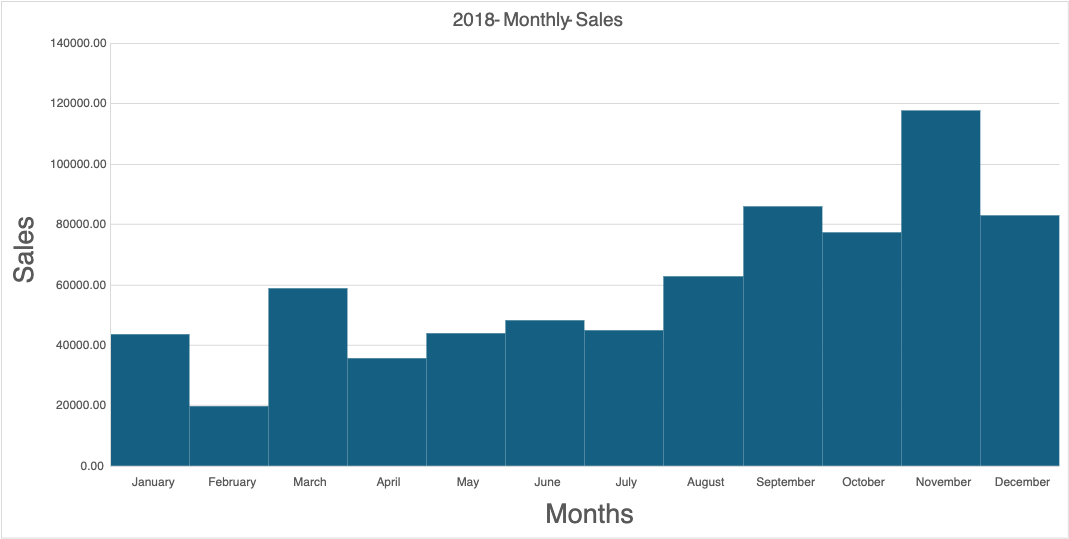 2018- Monthly- Sales
140000.00
120000.00
100000.00
80000.00
60000.00
40000.00
20000.00
0.00
Sales
January February March April May June July August September October November December
Months